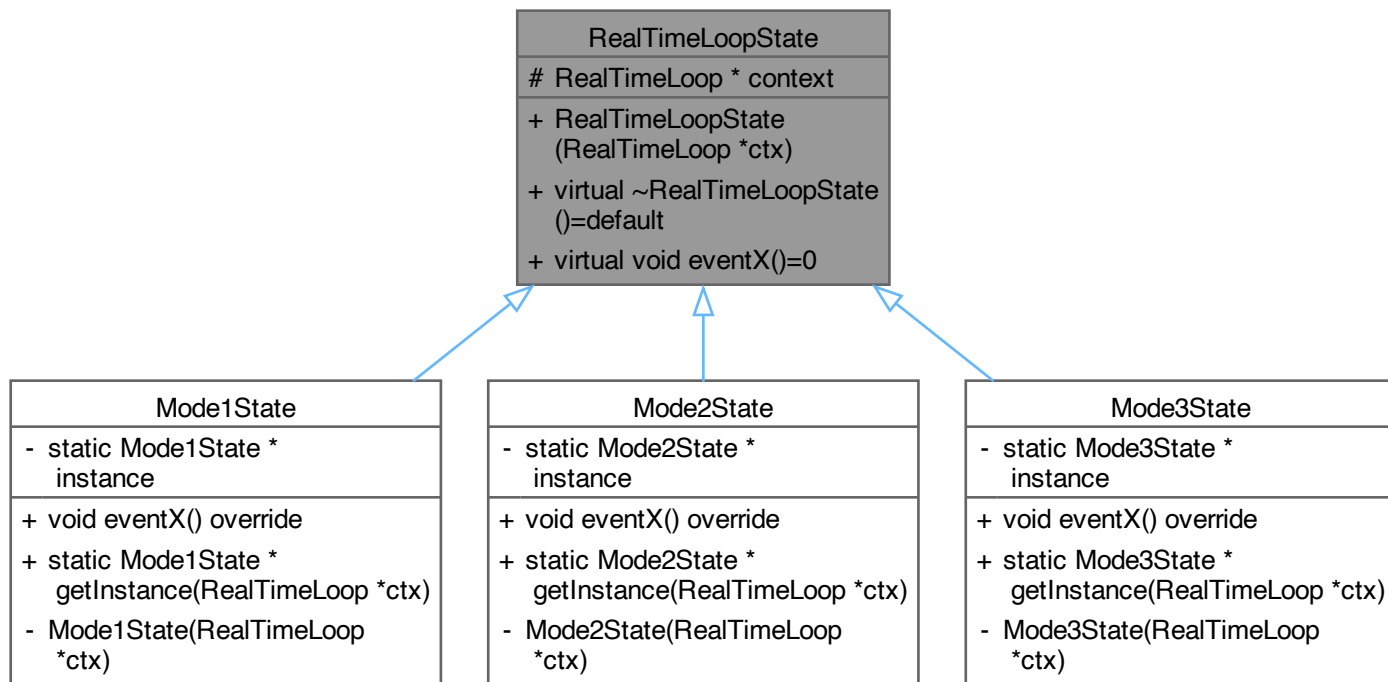 RealTimeLoopState
# RealTimeLoop * context
+ RealTimeLoopState
(RealTimeLoop *ctx)
+ virtual ~RealTimeLoopState
()=default
+ virtual void eventX()=0
Mode1State
- static Mode1State *
instance
+ void eventX() override
+ static Mode1State *
getInstance(RealTimeLoop *ctx)
- Mode1State(RealTimeLoop
*ctx)
Mode2State
- static Mode2State *
instance
+ void eventX() override
+ static Mode2State *
getInstance(RealTimeLoop *ctx)
- Mode2State(RealTimeLoop
*ctx)
Mode3State
- static Mode3State *
instance
+ void eventX() override
+ static Mode3State *
getInstance(RealTimeLoop *ctx)
- Mode3State(RealTimeLoop
*ctx)